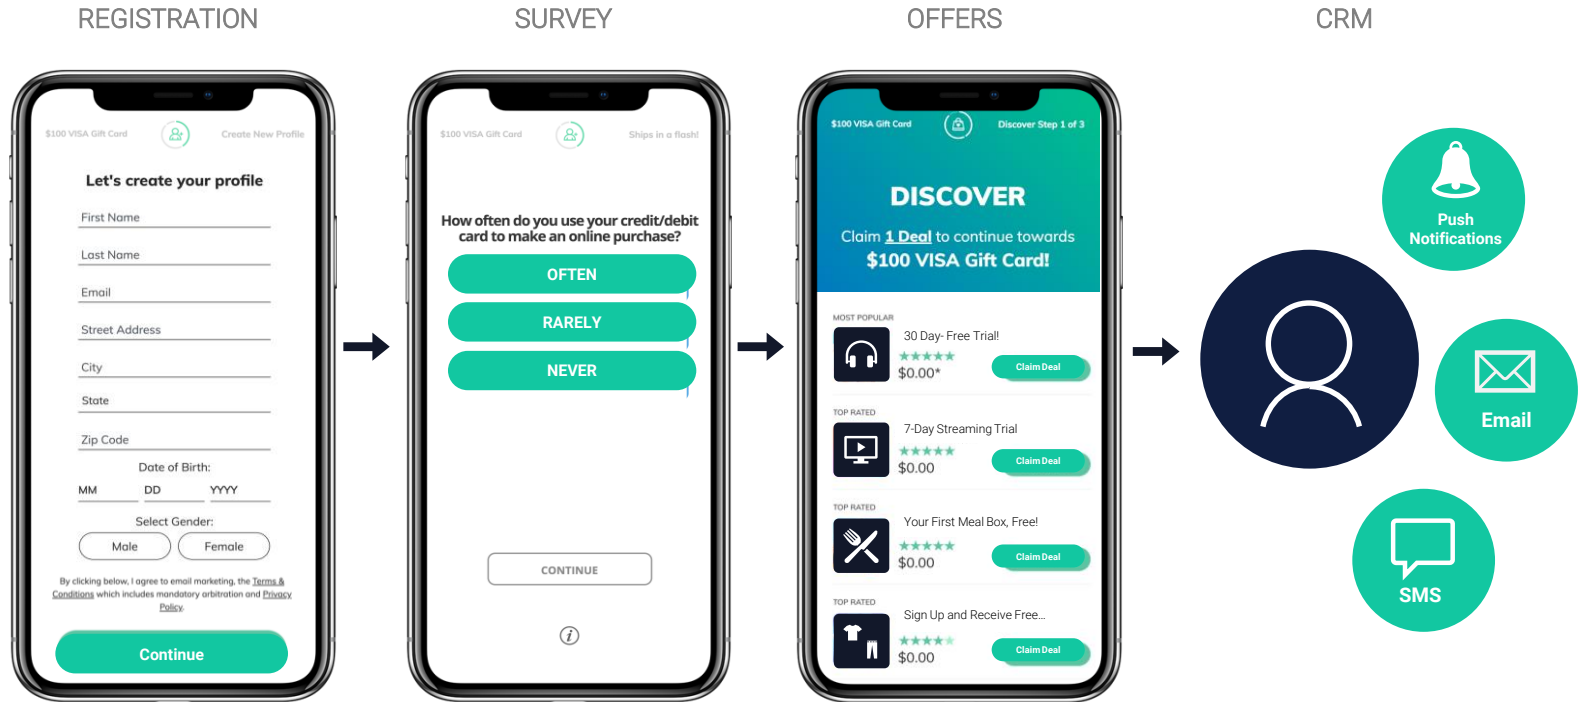 REGISTRATION
$100 VISA Gift Card
Create New Profile
Let's create your profile
First Name
Last Name
Email
Street Address
City
State
Zip Code
Date of Birth:
MM DD YYYY
Select Gender:
Male Female
By clicking below, I agree to email marketing, the Terms &
Conditions which includes mandatory arbitration and Privacy
Policy.
Continue
SURVEY
$100 VISA Gift Card
Ships in a flash!
How often do you use your credit/debit
card to make an online purchase?
OFTEN
RARELY
NEVER
CONTINUE
i
OFFERS
$100 VISA Gift Card
Discover Step 1 of 3
DISCOVER
Claim 1 Deal to continue towards
$100 VISA Gift Card!
MOST POPULAR
30 Day- Free Trial!
$0.00*
Claim Deal
TOP RATED
7-Day Streaming Trial
$0.00
Claim Deal
TOP RATED
Your First Meal Box, Free!
$0.00
Claim Deal
TOP RATED
Sign Up and Receive Free...
$0.00
Claim Deal
CRM
Push
Notifications
Email
SMS